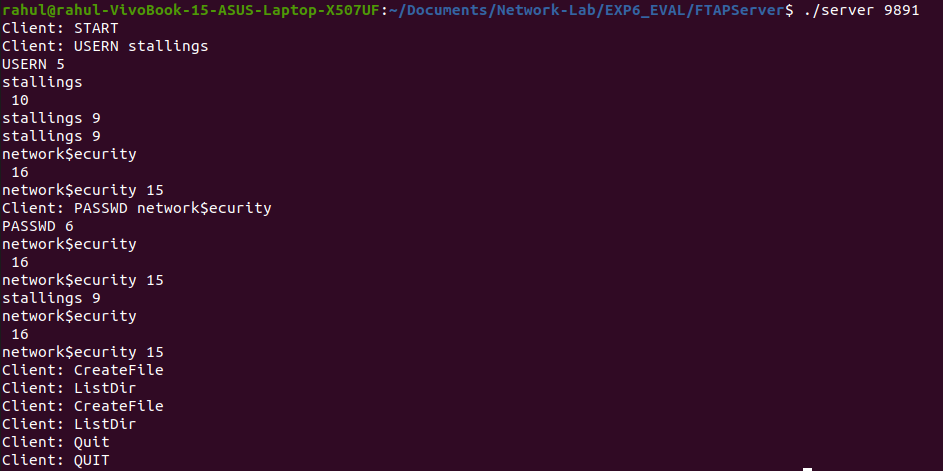 rahul@rahul-VivoBook-15-ASUS-Laptop-X507UF:~/Documents/Network-Lab/EXP6_EVAL/FTAPServer$ ./server 9891
Client: START
Client: USERN stallings
USERN 5
stallings
 10
stallings 9
stallings 9
network$ecurity
 16
network$ecurity 15
Client: PASSWD network$ecurity
PASSWD 6
network$ecurity
 16
network$ecurity 15
stallings 9
network$ecurity
 16
network$ecurity 15
Client: CreateFile
Client: ListDir
Client: CreateFile
Client: ListDir
Client: Quit
Client: QUIT